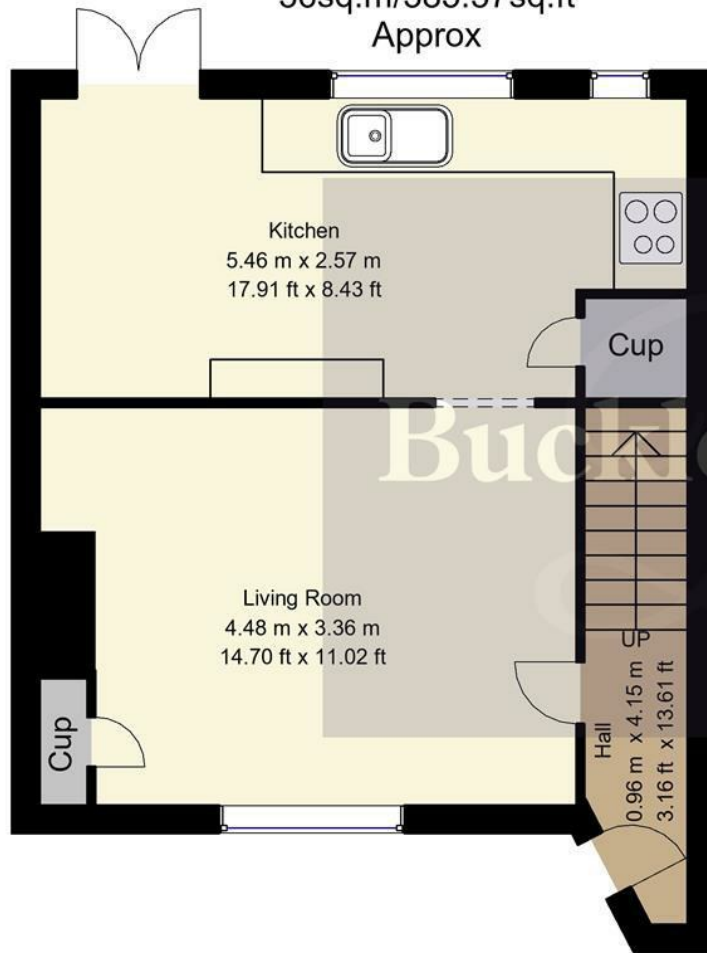 Approx
Kitchen
5.46 m x 2.57 m
17.91 ft x 8.43 ft
Cup
Living Room
4.48 m x 3.36 m
14.70 ft x 11.02 ft
Cup
UP
Hall
0.96 m x 4.15 m
3.16 ft x 13.61 ft